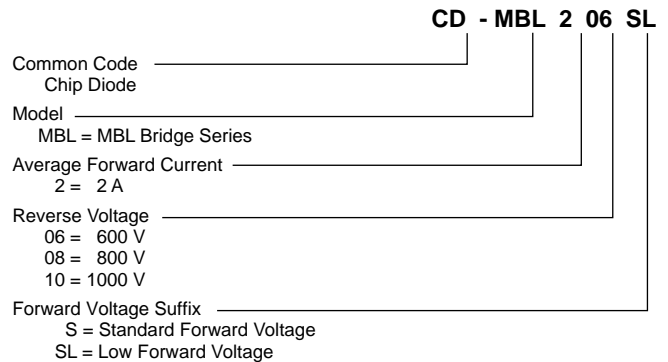 CD - MBL 2 06 SL
Common Code
Chip Diode
Model
MBL = MBL Bridge Series
Average Forward Current
2 = 2 A
Reverse Voltage
06 = 600 V
08 = 800 V
10 = 1000 V
Forward Voltage Suffix
S = Standard Forward Voltage
SL = Low Forward Voltage